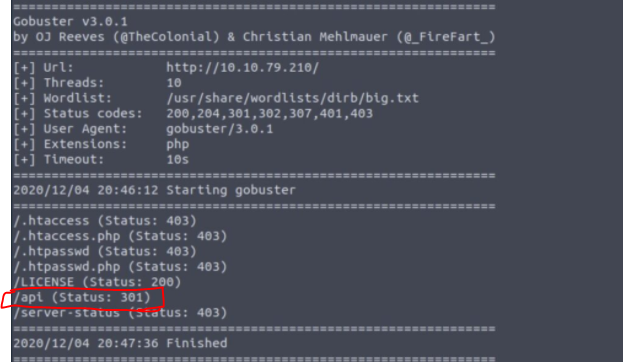 ===============================================================
Gobuster v3.0.1
by OJ Reeves (@TheColonial) & Christian Mehlmauer (@_FireFart_)
===============================================================
[+] Url:            http://10.10.79.210/
[+] Threads:        10
[+] Wordlist:       /usr/share/wordlists/dirb/big.txt
[+] Status codes:   200,204,301,302,307,401,403
[+] User Agent:     gobuster/3.0.1
[+] Extensions:     php
[+] Timeout:        10s
===============================================================
2020/12/04 20:46:12 Starting gobuster
===============================================================
/.htaccess (Status: 403)
/.htaccess.php (Status: 403)
/.htpasswd (Status: 403)
/.htpasswd.php (Status: 403)
/LICENSE (Status: 200)
/api (Status: 301)
/server-status (Status: 403)
===============================================================
2020/12/04 20:47:36 Finished
===============================================================